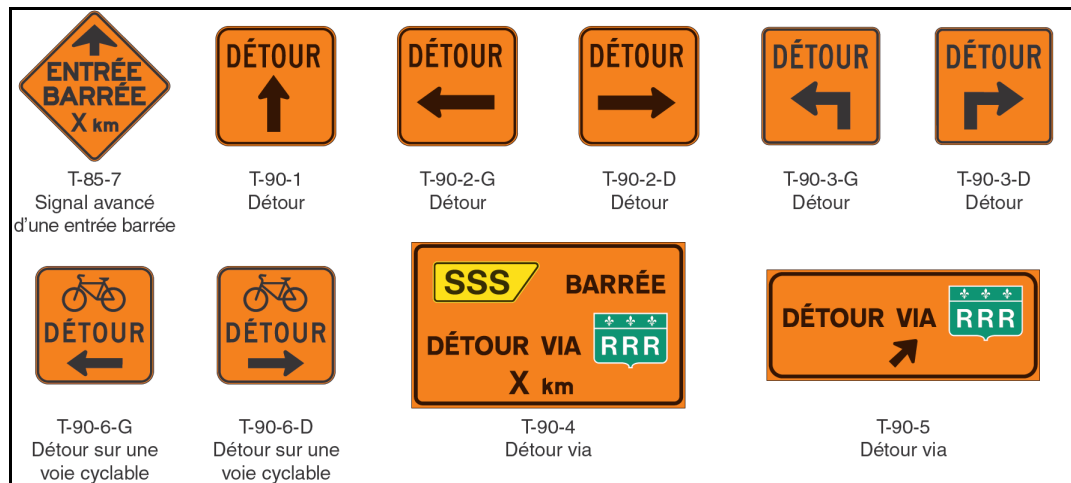 ENTRÉE
BARRÉE
X km
T-85-7
Signal avancé
d'une entrée barrée
DÉTOUR
T-90-1
Détour
DÉTOUR
T-90-2-G
Détour
DÉTOUR
T-90-2-D
Détour
DÉTOUR
T-90-3-G
Détour
DÉTOUR
T-90-3-D
Détour
DÉTOUR
T-90-6-G
Détour sur une
voie cyclable
DÉTOUR
T-90-6-D
Détour sur une
voie cyclable
SSS BARRÉE
DÉTOUR VIA RRR
X km
T-90-4
Détour via
DÉTOUR VIA RRR
T-90-5
Détour via